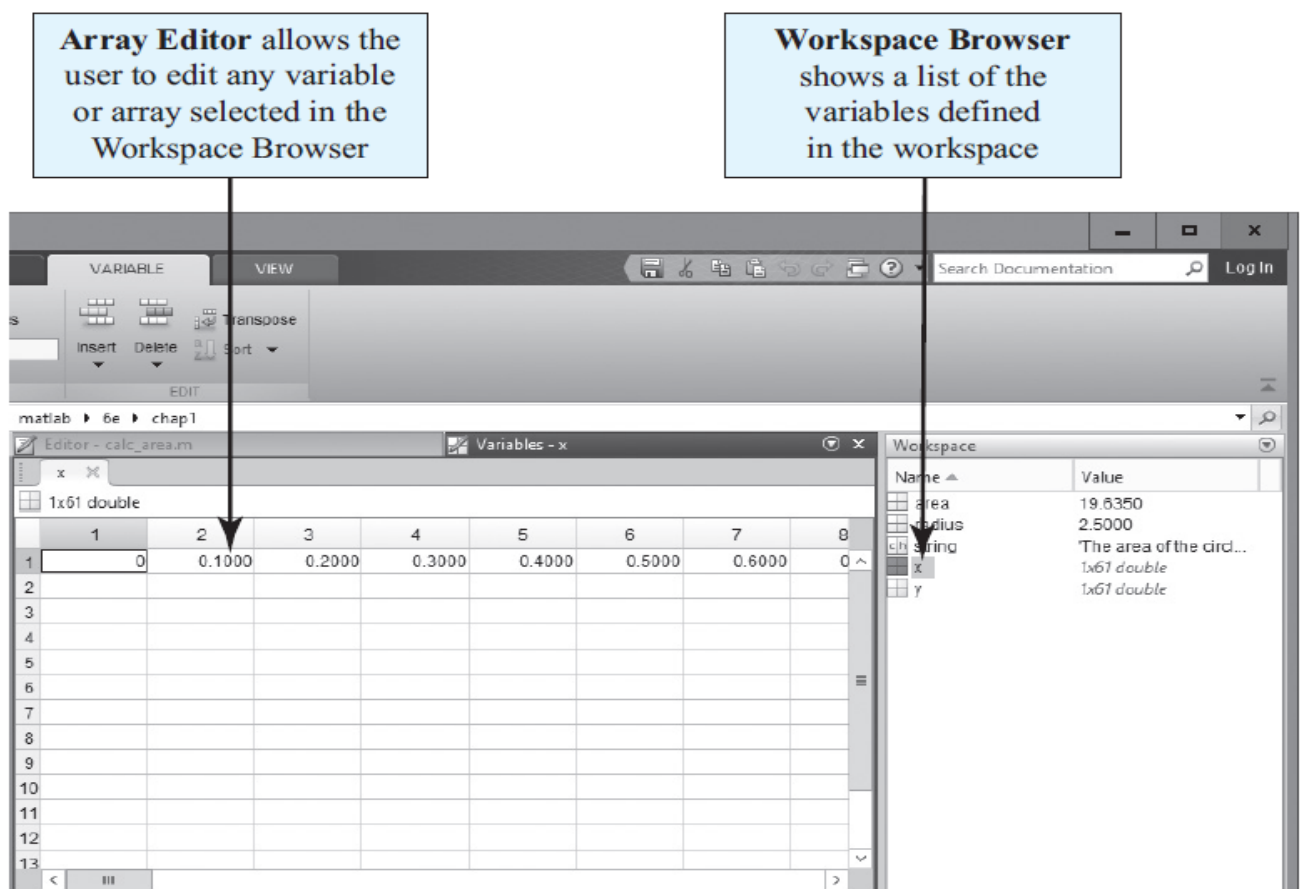 Array Editor allows the
user to edit any variable
or array selected in the
Workspace Browser
Workspace Browser
shows a list of the
variables defined
in the workspace
VARIABLE VIEW
Search Documentation Log In
s
Insert Delete Transpose
Sort
EDIT
matlab 6e chap1
Editor - calc_area.m Variables - x Workspace
x
1x61 double
Name Value
area 19.6350
radius 2.5000
ch string 'The area of the circl...
x 1x61 double
y 1x61 double
1 2 3 4 5 6 7 8
1 0 0.1000 0.2000 0.3000 0.4000 0.5000 0.6000 0
2
3
4
5
6
7
8
9
10
11
12
13